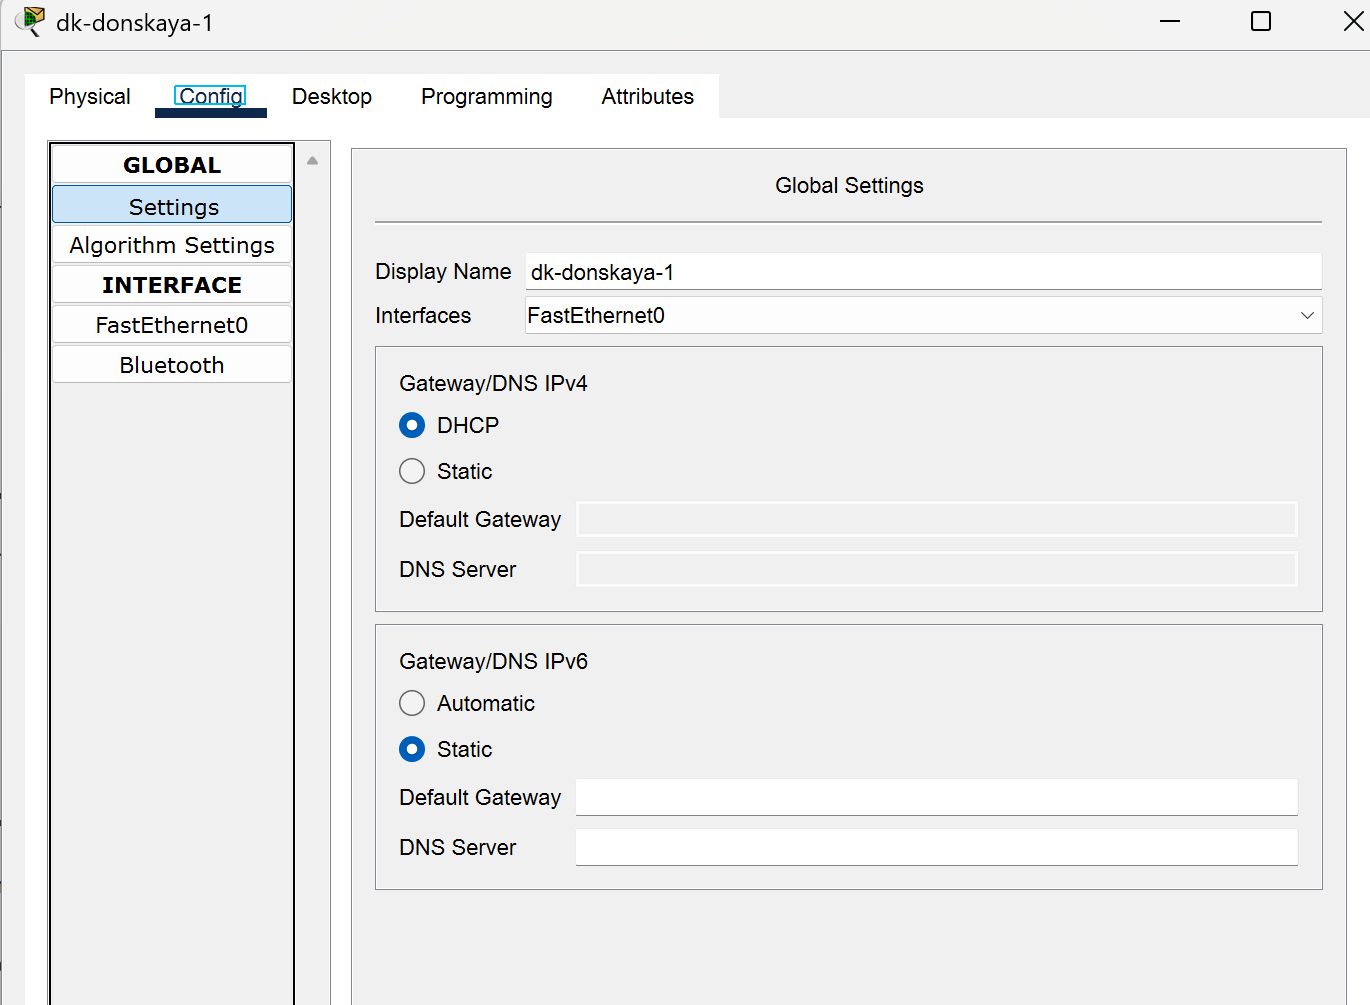 dk-donskaya-1
Physical Config Desktop Programming Attributes
GLOBAL
Settings
Algorithm Settings
INTERFACE
FastEthernet0
Bluetooth
Global Settings
Display Name dk-donskaya-1
Interfaces FastEthernet0
Gateway/DNS IPv4
DHCP
Static
Default Gateway
DNS Server
Gateway/DNS IPv6
Automatic
Static
Default Gateway
DNS Server